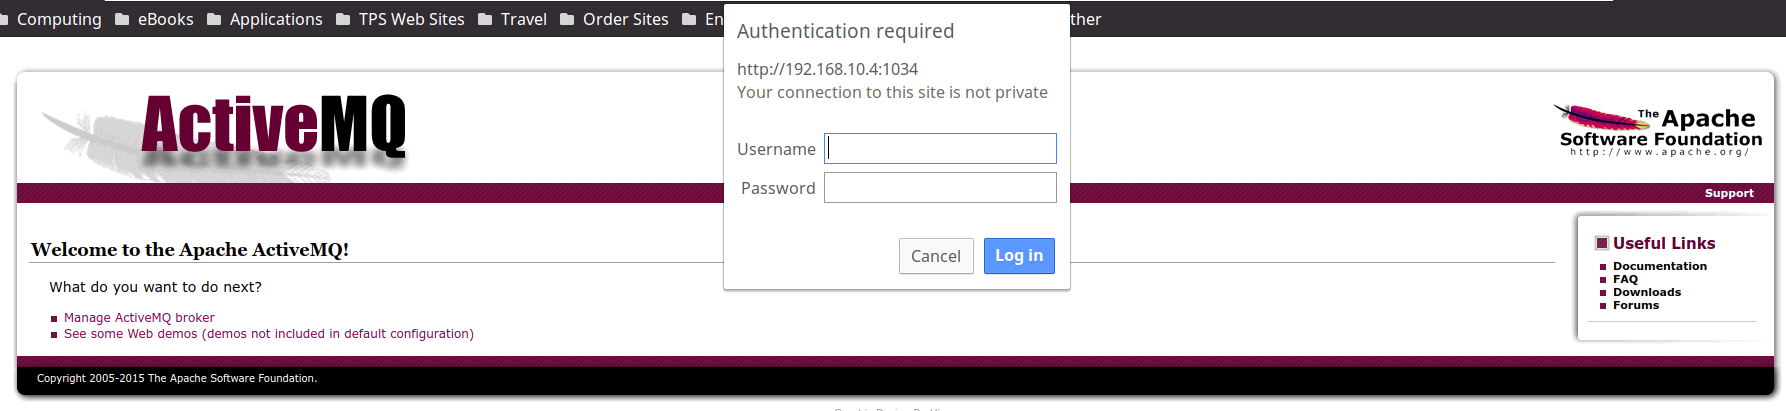 Computing eBooks Applications TPS Web Sites Travel Order Sites En ther
Authentication required
http://192.168.10.4:1034
Your connection to this site is not private
Username
Password
Cancel Log in
ActiveMQ
The Apache
Software Foundation
http://www.apache.org/
Support
Welcome to the Apache ActiveMQ!
What do you want to do next?
Manage ActiveMQ broker
See some Web demos (demos not included in default configuration)
Useful Links
Documentation
FAQ
Downloads
Forums
Copyright 2005-2015 The Apache Software Foundation.